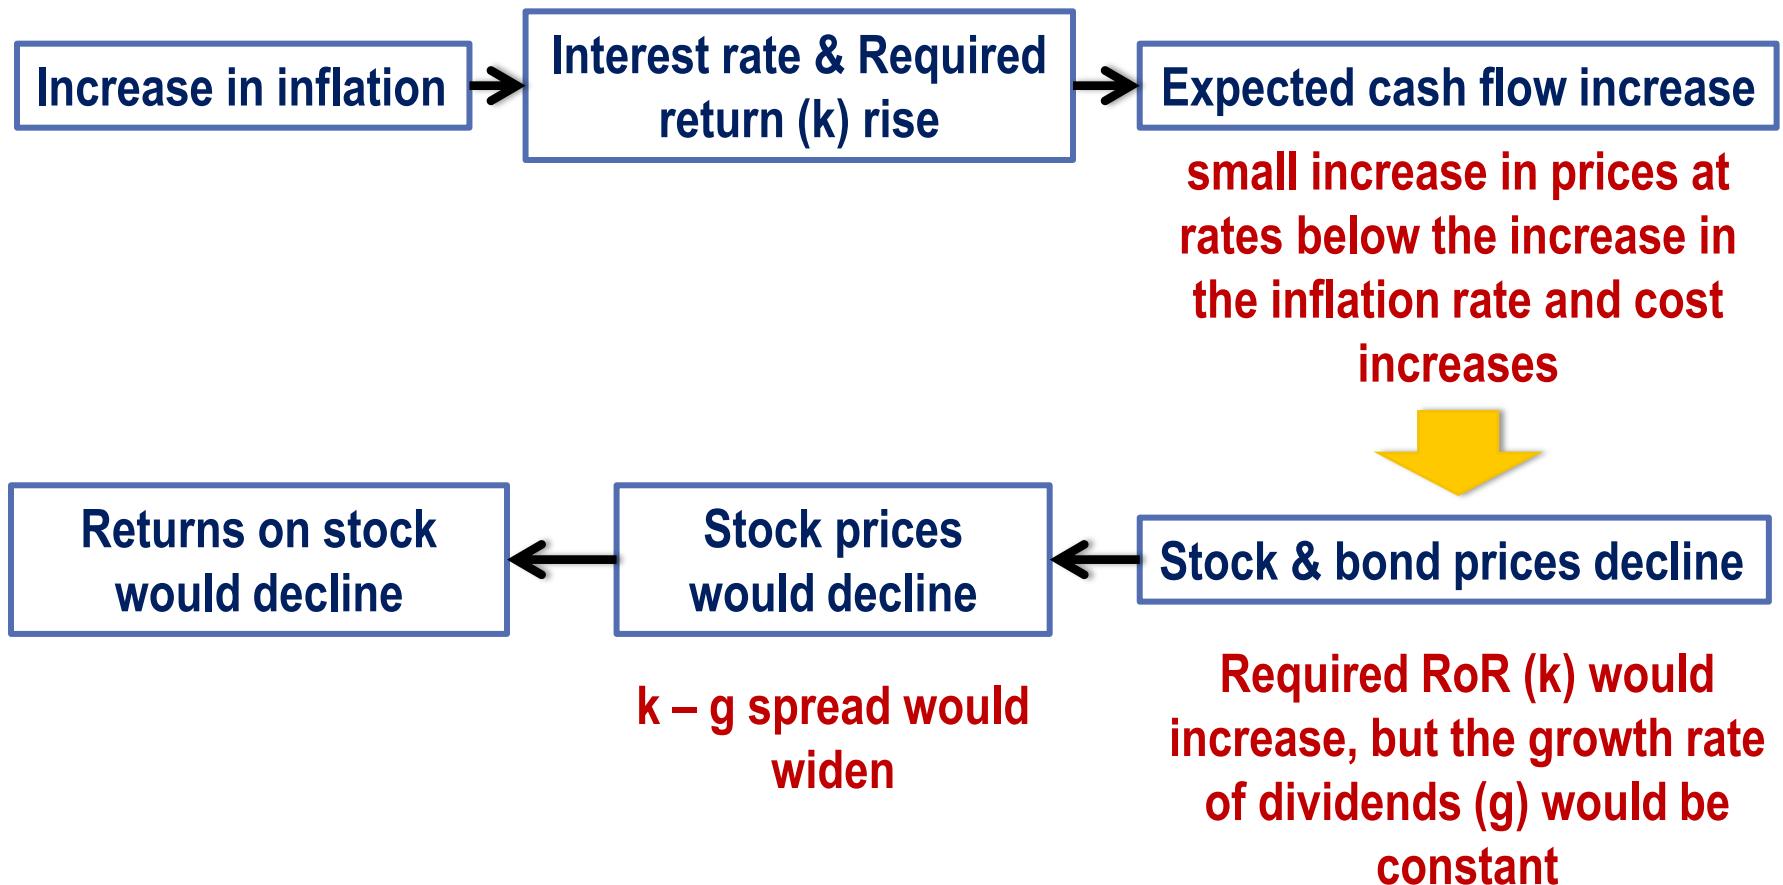 Increase in inflation
Interest rate & Required
return (k) rise
Expected cash flow increase
small increase in prices at
rates below the increase in
the inflation rate and cost
increases
Stock & bond prices decline
Required RoR (k) would
increase, but the growth rate
of dividends (g) would be
constant
Stock prices
would decline
k – g spread would
widen
Returns on stock
would decline